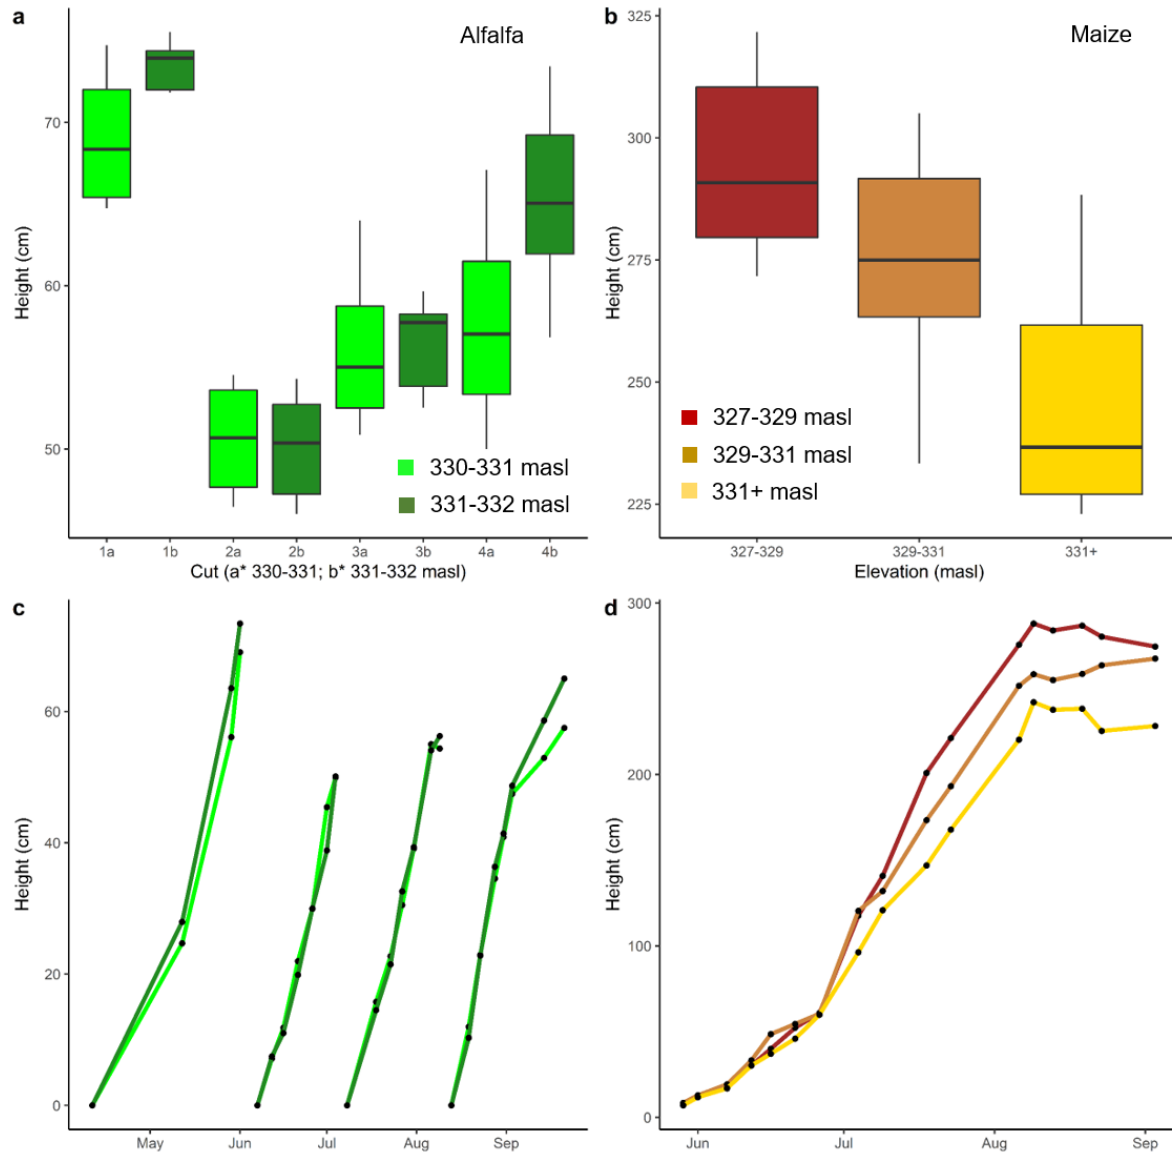 a
Alfalfa
70
60
50
Height (cm)
330-331 masl
331-332 masl
1a 1b 2a 2b 3a 3b 4a 4b
Cut (a* 330-331; b* 331-332 masl)
b
Maize
325
300
275
250
225
Height (cm)
327-329 masl
329-331 masl
331+ masl
327-329 329-331 331+
Elevation (masl)
c
60
40
20
0
Height (cm)
May Jun Jul Aug Sep
d
300
200
100
0
Height (cm)
Jun Jul Aug Sep